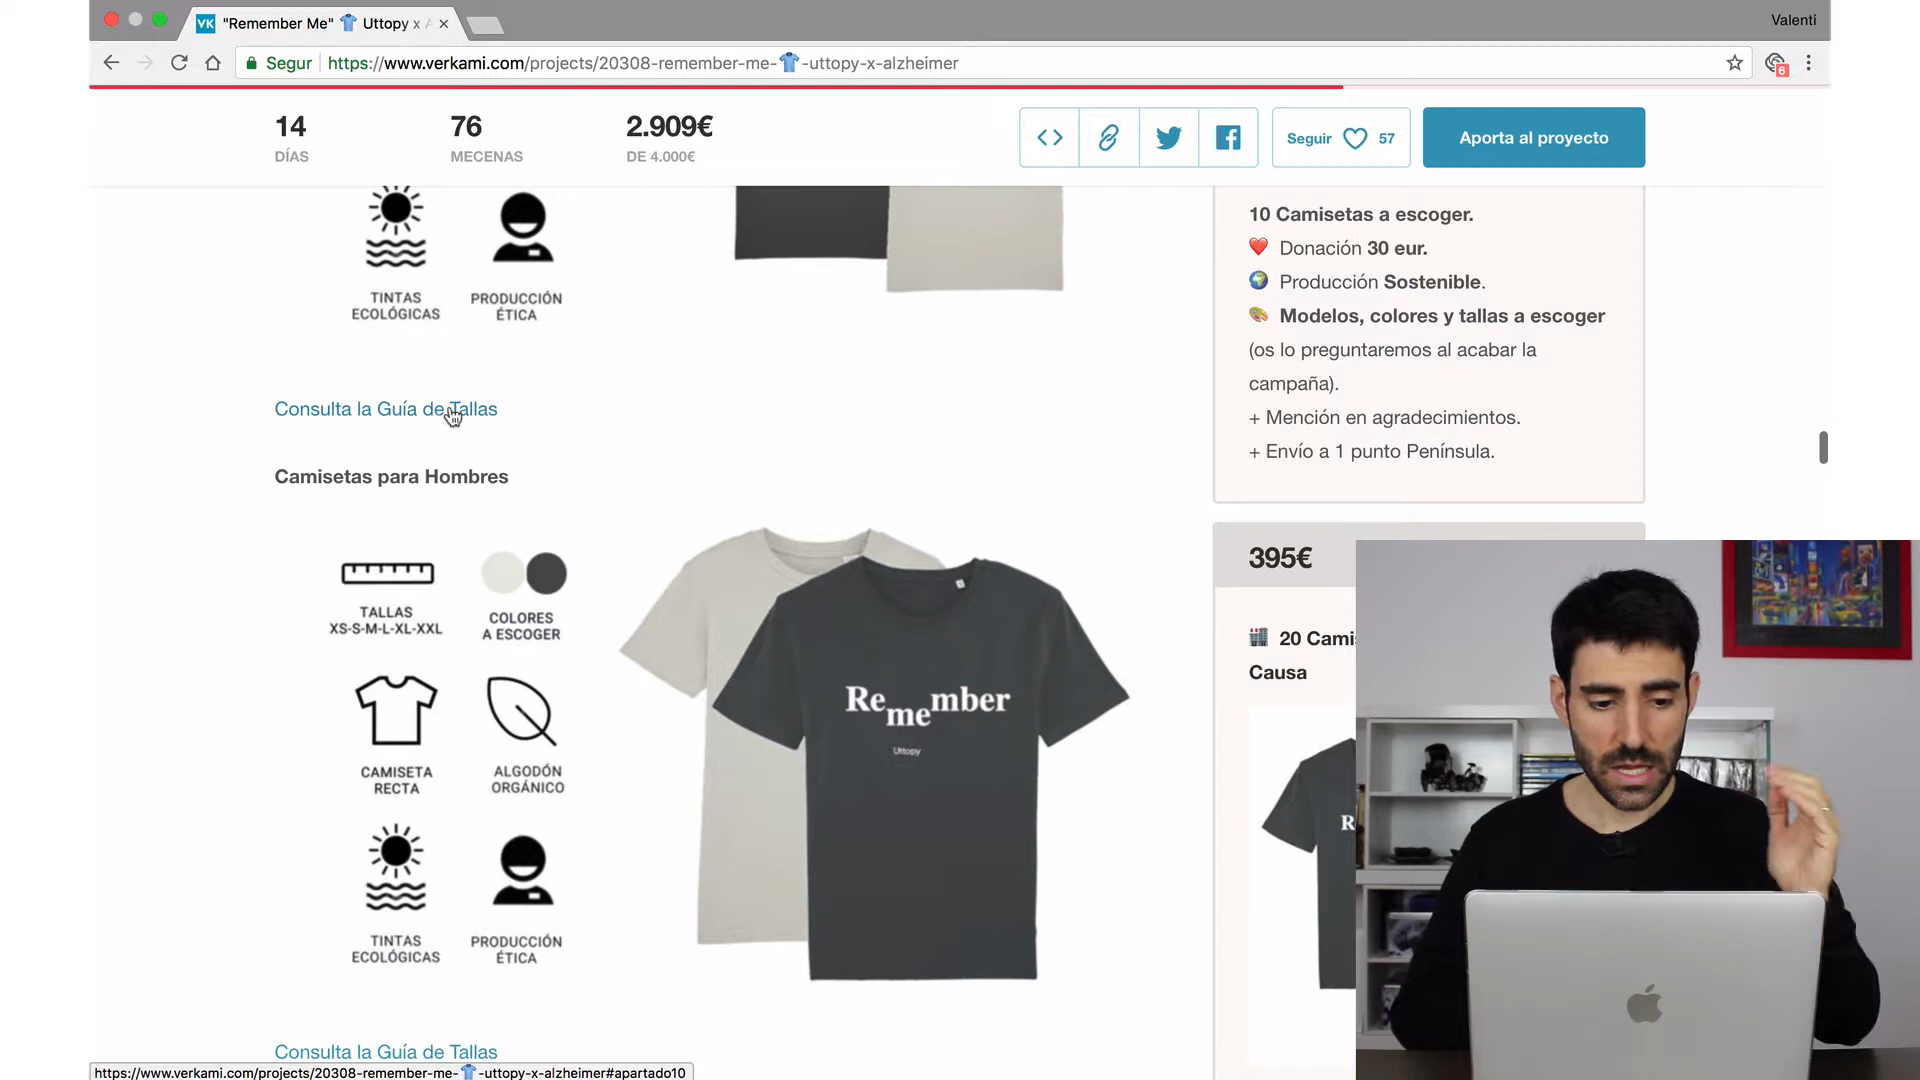 "Remember Me" 👕 Uttopy x A
Valentí
Segur
https://www.verkami.com/projects/20308-remember-me-👕-uttopy-x-alzheimer
6
14
DÍAS
76
MECENAS
2.909€
DE 4.000€
Seguir
57
Aporta al proyecto
TINTAS
ECOLÓGICAS
PRODUCCIÓN
ÉTICA
Consulta la Guía de Tallas
Camisetas para Hombres
TALLAS
XS-S-M-L-XL-XXL
COLORES
A ESCOGER
CAMISETA
RECTA
ALGODÓN
ORGÁNICO
TINTAS
ECOLÓGICAS
PRODUCCIÓN
ÉTICA
Remember
Uttopy
Consulta la Guía de Tallas
10 Camisetas a escoger.
❤️ Donación 30 eur.
🌍 Producción Sostenible.
🎨 Modelos, colores y tallas a escoger
(os lo preguntaremos al acabar la
campaña).
+ Mención en agradecimientos.
+ Envío a 1 punto Península.
395€
20 Cami
Causa
R
https://www.verkami.com/projects/20308-remember-me-👕-uttopy-x-alzheimer#apartado10